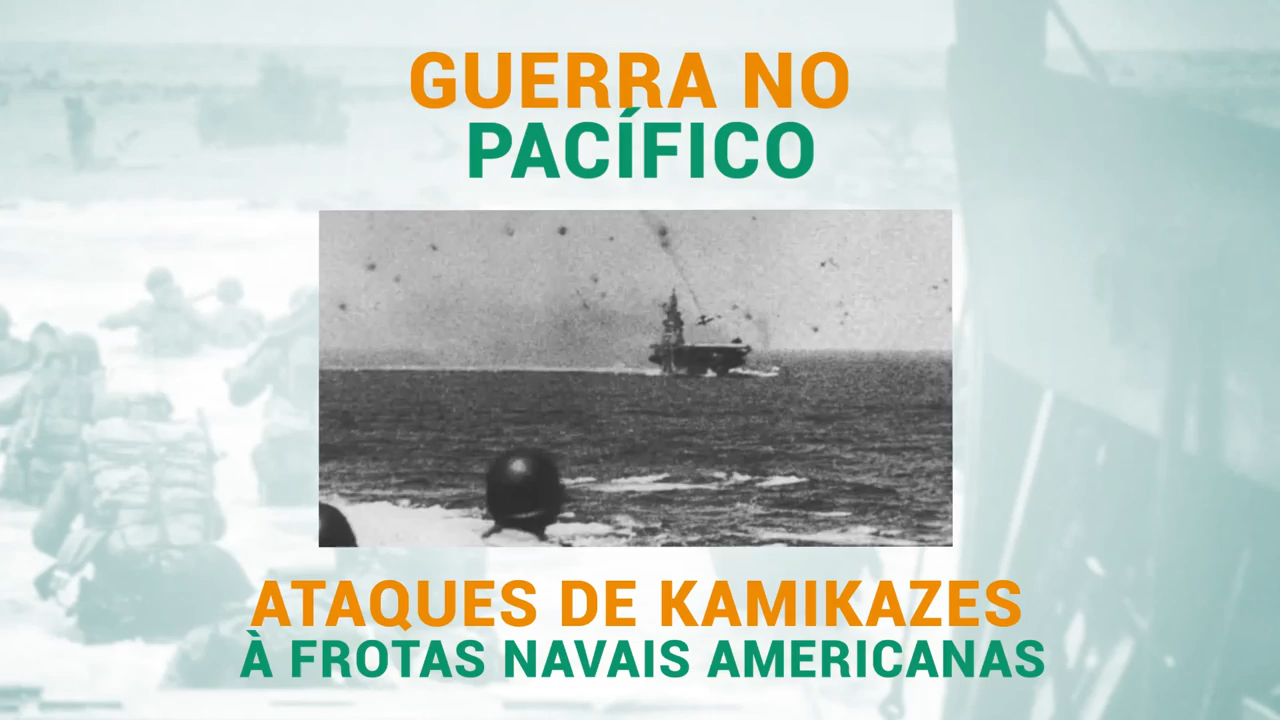 GUERRA NO
PACÍFICO
ATAQUES DE KAMIKAZES
À FROTAS NAVAIS AMERICANAS